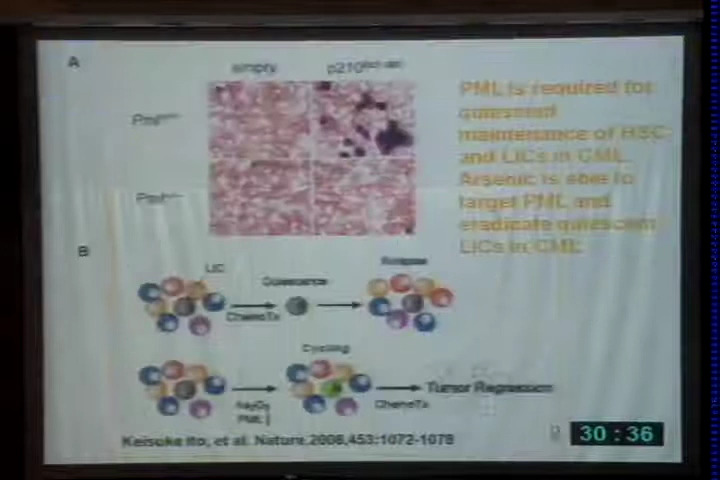 A
empty
PML is required for
quiescent
maintenance of HSC
and LICs in CML.
Arsenic is able to
target PML and
eradicate quiescent
LICs in CML
B
LIC
Quiescence
Relapse
ChemoTx
Cycling
As₂O₃
PML
ChemoTx
Tumor Regression
Keisuke Ito, et al. Nature.2008,453:1072-1078
30:36